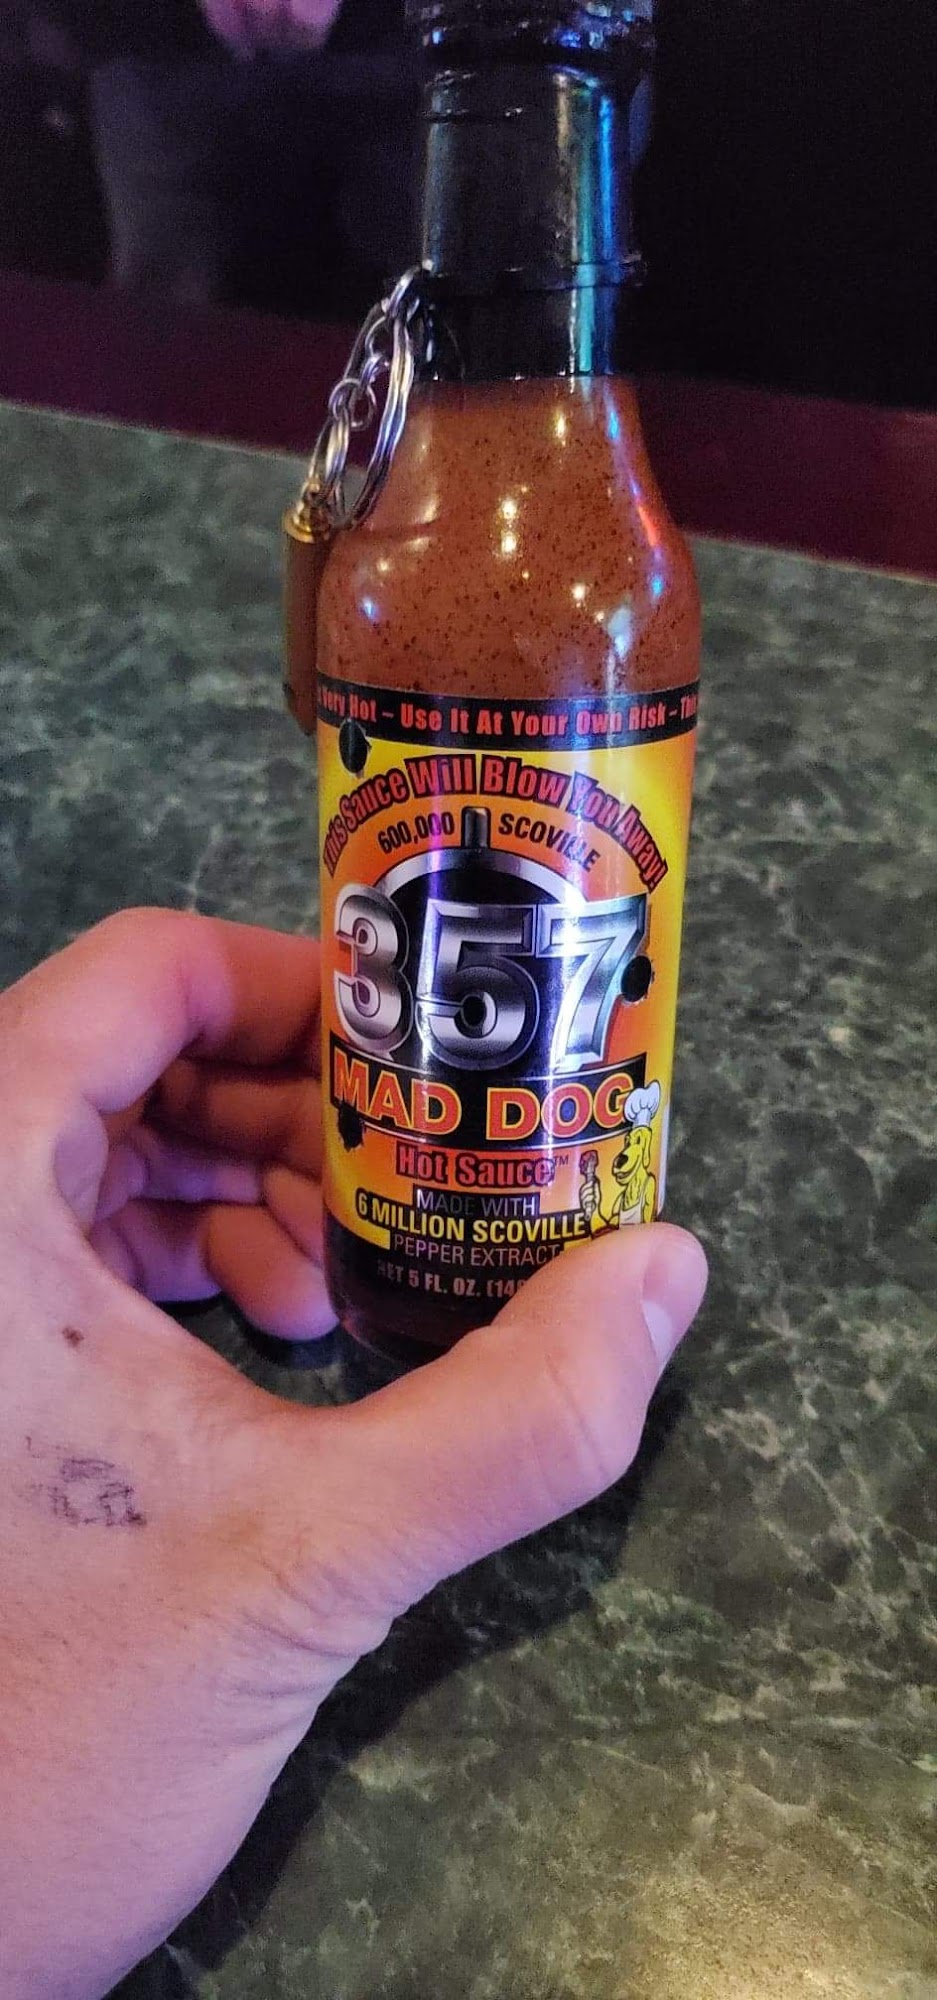 Very Hot – Use It At Your Own Risk –
This Sauce Will Blow You Away!
600,000 SCOVILLE
357
MAD DOG
Hot Sauce™
MADE WITH
6 MILLION SCOVILLE
PEPPER EXTRACT
NET 5 FL. OZ.